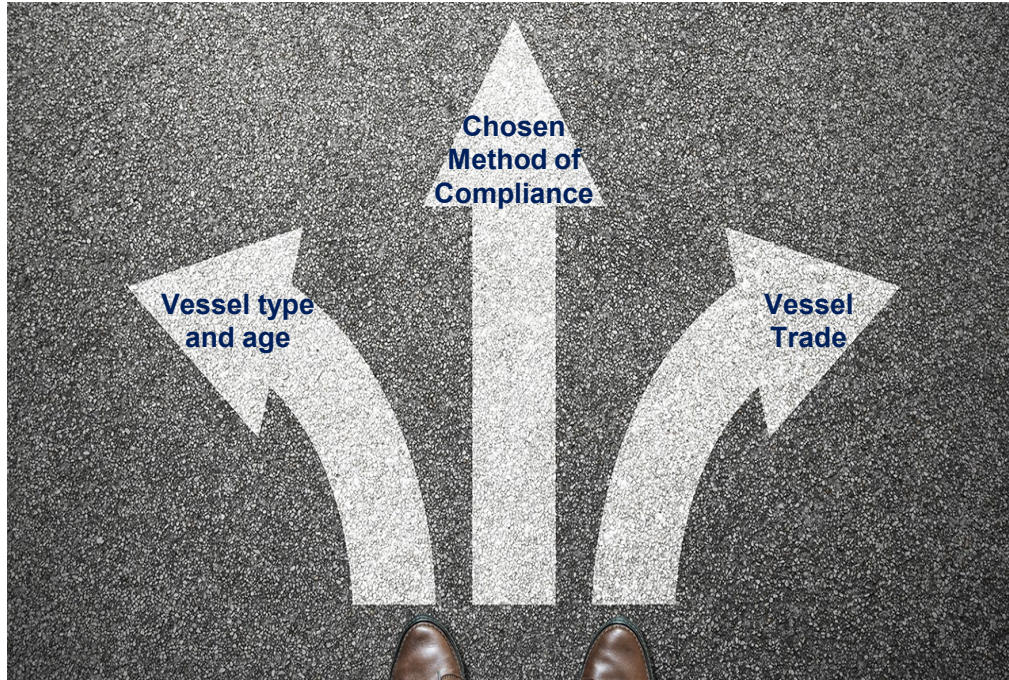 Chosen
Method of
Compliance
Vessel type
and age
Vessel
Trade